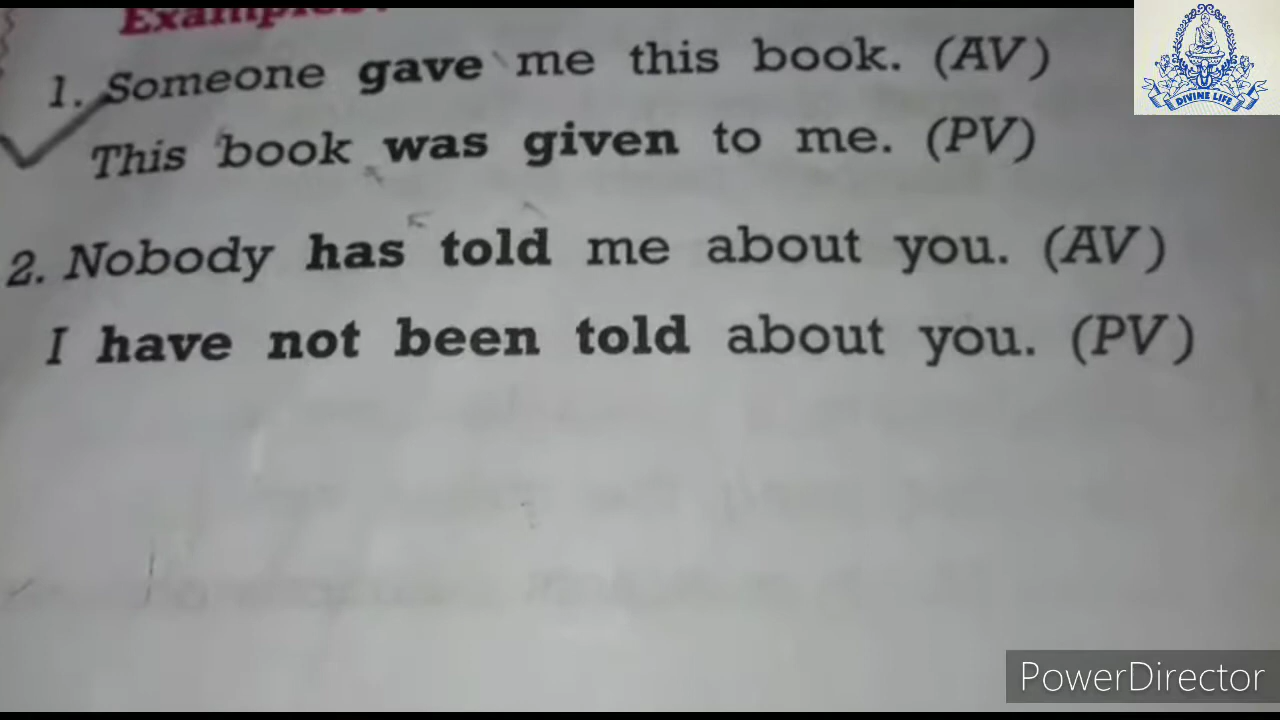 Examples:
1. Someone gave me this book. (AV)
This book was given to me. (PV)
2. Nobody has told me about you. (AV)
I have not been told about you. (PV)
DIVINE LIFE
PowerDirector